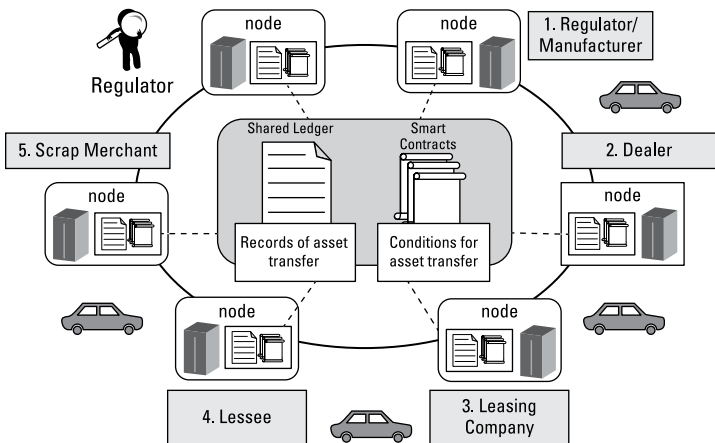 node
node
1. Regulator/
Manufacturer
Regulator
Shared Ledger
Smart
Contracts
5. Scrap Merchant
2. Dealer
node
node
Records of asset
transfer
Conditions for
asset transfer
node
node
4. Lessee
3. Leasing
Company